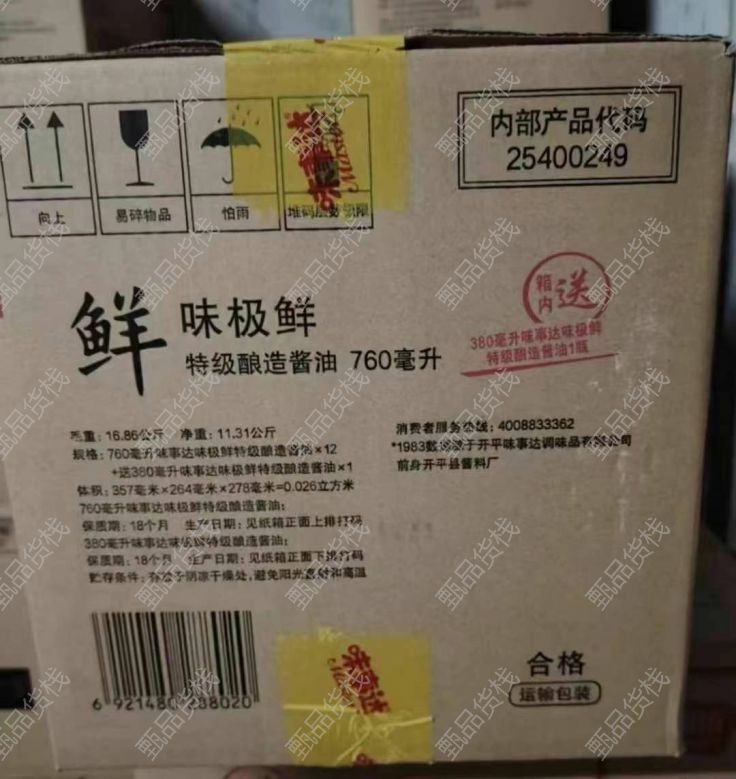 向上
易碎物品
怕雨
内部产品代码
25400249
箱内送
380毫升味事达味极鲜
特级酿造酱油1瓶
鲜
味极鲜
特级酿造酱油 760毫升
毛重：16.86公斤 净重：11.31公斤
规格：760毫升味事达味极鲜特级酿造酱油×12
+送380毫升味事达味极鲜特级酿造酱油×1
体积：357毫米×264毫米×278毫米=0.026立方米
760毫升味事达味极鲜特级酿造酱油：
保质期：18个月 生产日期：见纸箱正面上排打码
380毫升味事达味极鲜特级酿造酱油：
保质期：18个月 生产日期：见纸箱正面下排打码
贮存条件：存放于阴凉干燥处，避免阳光直射和高温
消费者服务热线：4008833362
*1983数据源于开平味事达调味品有限公司
前身开平县酱料厂
味事达
合格
运输包装
甄品货栈